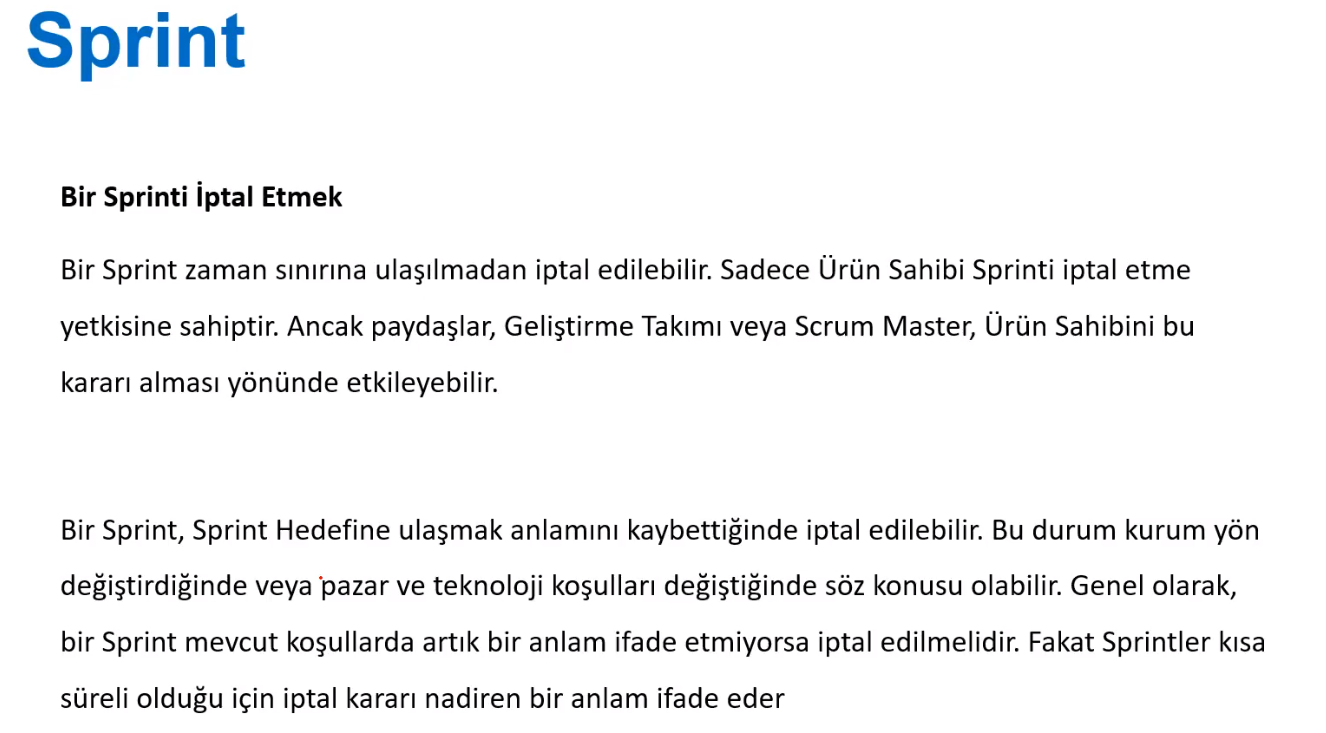 Sprint
Bir Sprinti İptal Etmek
Bir Sprint zaman sınırına ulaşılmadan iptal edilebilir. Sadece Ürün Sahibi Sprinti iptal etme
yetkisine sahiptir. Ancak paydaşlar, Geliştirme Takımı veya Scrum Master, Ürün Sahibini bu
kararı alması yönünde etkileyebilir.
Bir Sprint, Sprint Hedefine ulaşmak anlamını kaybettiğinde iptal edilebilir. Bu durum kurum yön
değiştirdiğinde veya pazar ve teknoloji koşulları değiştiğinde söz konusu olabilir. Genel olarak,
bir Sprint mevcut koşullarda artık bir anlam ifade etmiyorsa iptal edilmelidir. Fakat Sprintler kısa
süreli olduğu için iptal kararı nadiren bir anlam ifade eder